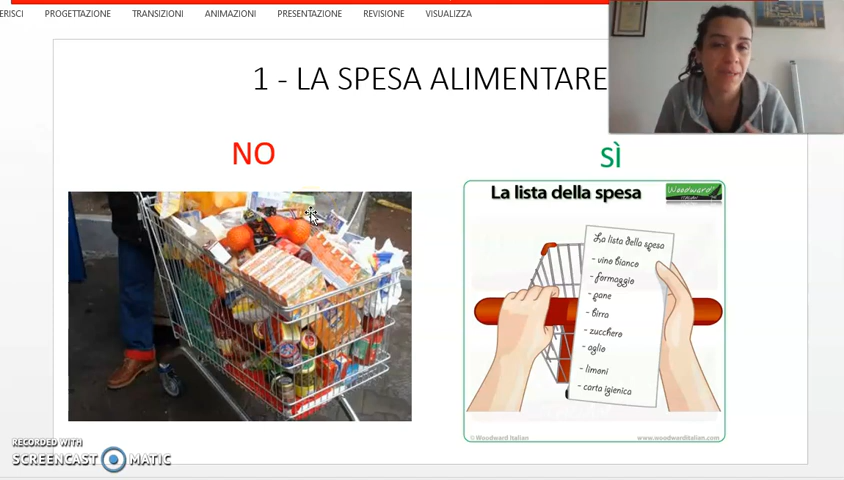 ERISCI PROGETTAZIONE TRANSIZIONI ANIMAZIONI PRESENTAZIONE REVISIONE VISUALIZZA
1 - LA SPESA ALIMENTARE
NO
SÌ
La lista della spesa
Woodward
La lista della spesa
- vino bianco
- formaggio
- pane
- birra
- zucchero
- aglio
- limoni
- carta igienica
© Woodward Italian
www.woodwarditalian.com
RECORDED WITH
SCREENCAST MATIC